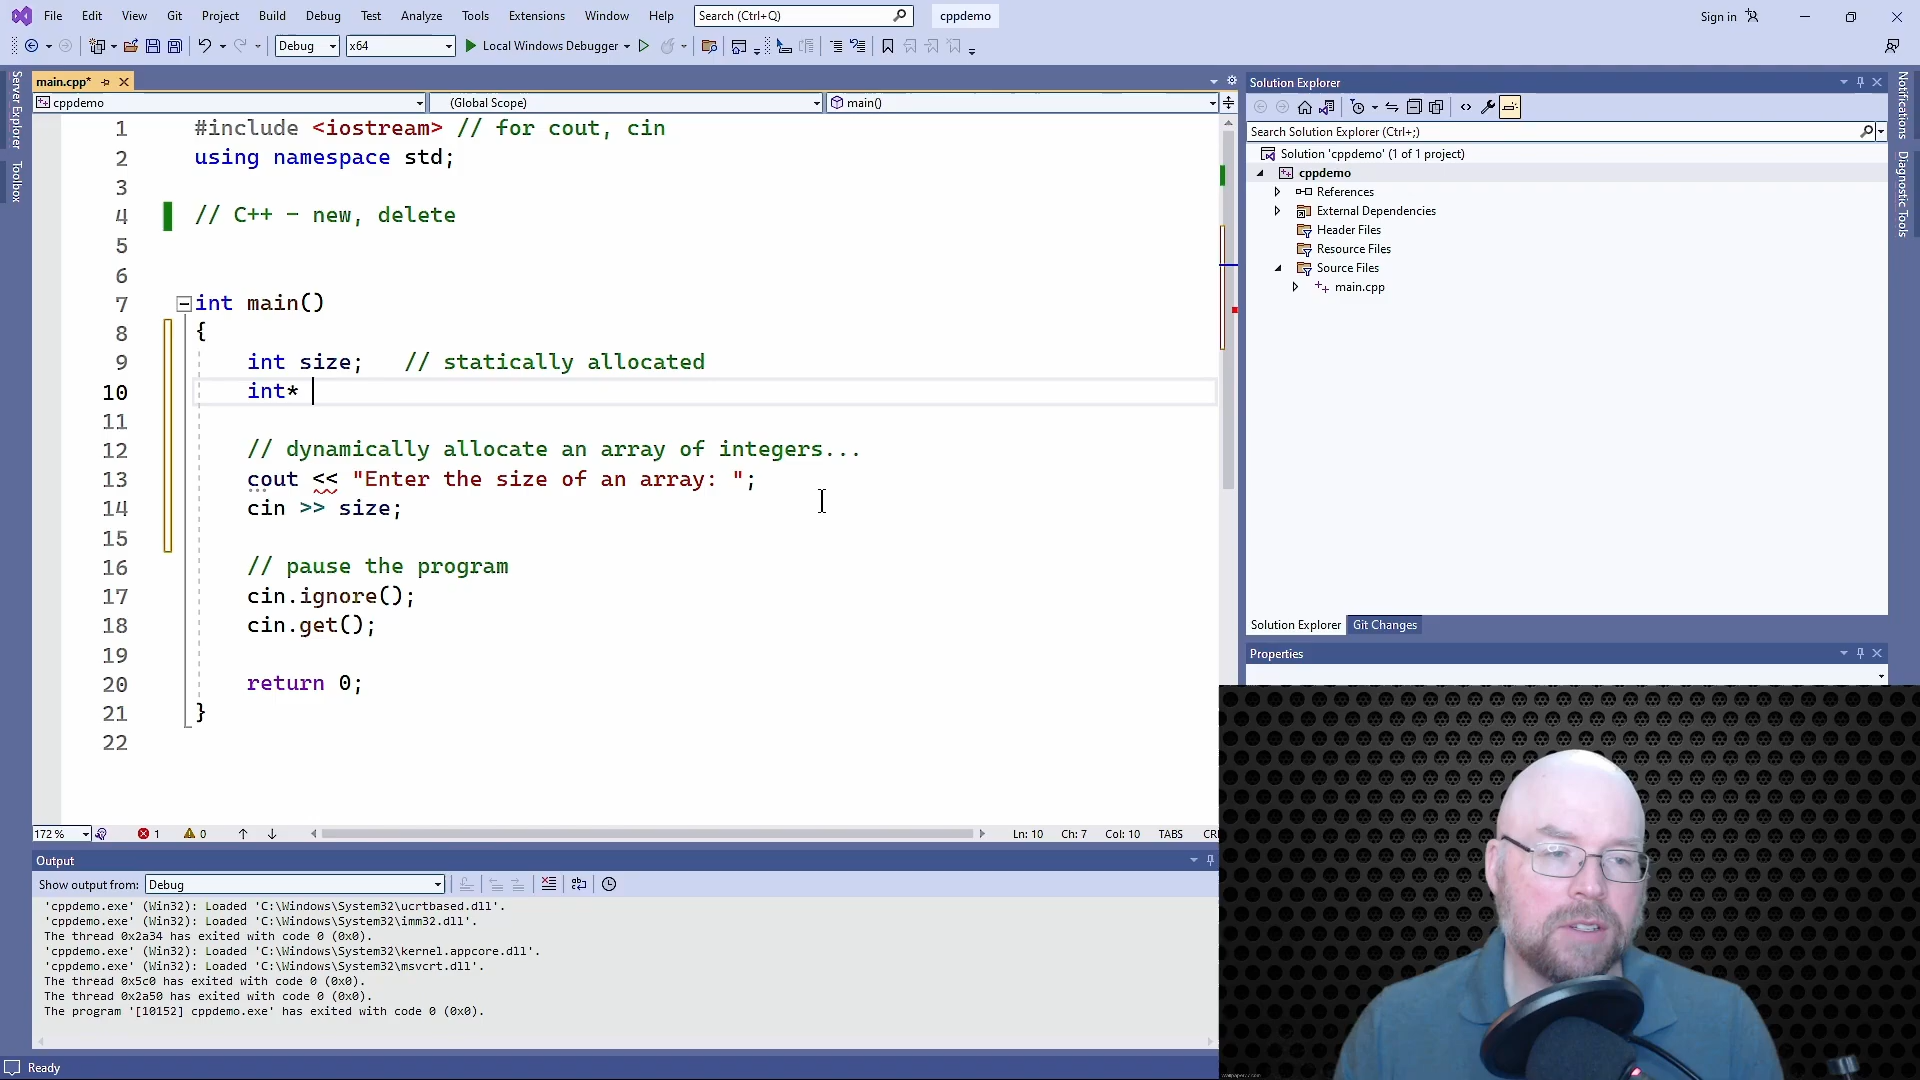 File Edit View Git Project Build Debug Test Analyze Tools Extensions Window Help Search (Ctrl+Q) cppdemo Sign in
Debug x64 Local Windows Debugger
Server Explorer
Toolbox
main.cpp*
cppdemo (Global Scope) main()
1 #include <iostream> // for cout, cin
2 using namespace std;
3
4 // C++ - new, delete
5
6
7 int main()
8 {
9 int size; // statically allocated
10 int*
11
12 // dynamically allocate an array of integers...
13 cout << "Enter the size of an array: ";
14 cin >> size;
15
16 // pause the program
17 cin.ignore();
18 cin.get();
19
20 return 0;
21 }
22
172 % 1 0 Ln: 10 Ch: 7 Col: 10 TABS CR
Output
Show output from: Debug
'cppdemo.exe' (Win32): Loaded 'C:\Windows\System32\ucrtbased.dll'.
'cppdemo.exe' (Win32): Loaded 'C:\Windows\System32\imm32.dll'.
The thread 0x2a34 has exited with code 0 (0x0).
'cppdemo.exe' (Win32): Loaded 'C:\Windows\System32\kernel.appcore.dll'.
'cppdemo.exe' (Win32): Loaded 'C:\Windows\System32\msvcrt.dll'.
The thread 0x5c0 has exited with code 0 (0x0).
The thread 0x2a50 has exited with code 0 (0x0).
The program '[10152] cppdemo.exe' has exited with code 0 (0x0).
Ready
Solution Explorer
Search Solution Explorer (Ctrl+;)
Solution 'cppdemo' (1 of 1 project)
cppdemo
References
External Dependencies
Header Files
Resource Files
Source Files
main.cpp
Solution Explorer Git Changes
Properties
Notifications
Diagnostic Tools